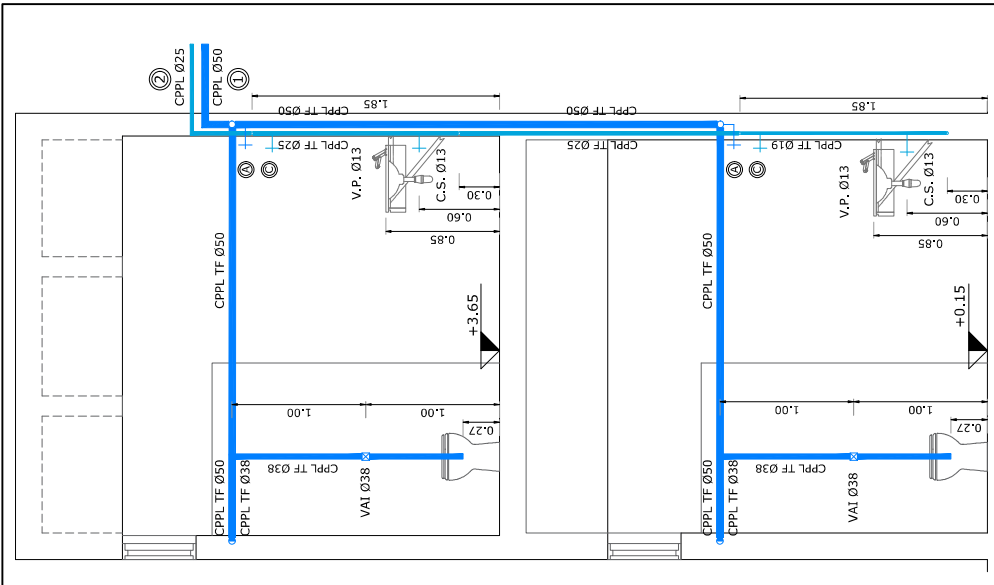 ②
CPPL Ø25
CPPL Ø50
①
1.85
CPPL TF Ø50
CPPL TF Ø50
1.85
CPPL TF Ø25
CPPL TF Ø25
CPPL TF Ø19
A
C
V.P. Ø13
C.S. Ø13
0.30
0.60
0.85
A
C
V.P. Ø13
C.S. Ø13
0.30
0.60
0.85
CPPL TF Ø50
+3.65
CPPL TF Ø50
+0.15
1.00
1.00
0.27
1.00
1.00
0.27
CPPL TF Ø38
CPPL TF Ø50
CPPL TF Ø38
VAI Ø38
CPPL TF Ø38
CPPL TF Ø50
CPPL TF Ø38
VAI Ø38